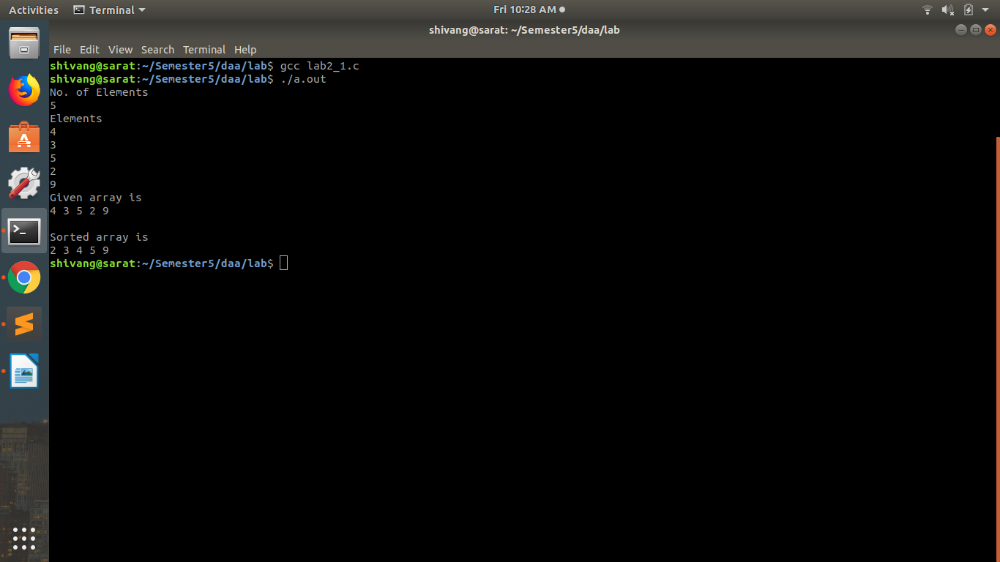 Activities Terminal Fri 10:28 AM
shivang@sarat: ~/Semester5/daa/lab
File Edit View Search Terminal Help
shivang@sarat:~/Semester5/daa/lab$ gcc lab2_1.c
shivang@sarat:~/Semester5/daa/lab$ ./a.out
No. of Elements
5
Elements
4
3
5
2
9
Given array is
4 3 5 2 9
Sorted array is
2 3 4 5 9
shivang@sarat:~/Semester5/daa/lab$